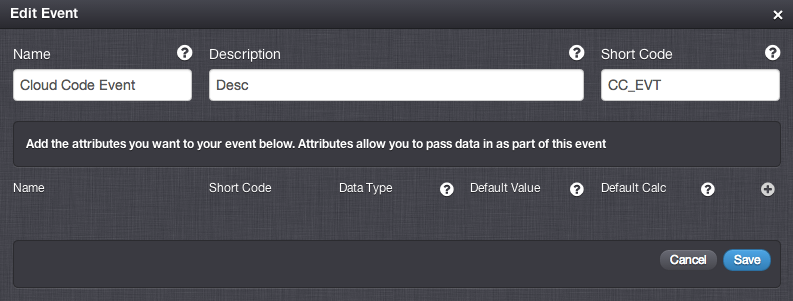 Edit Event
Name Description Short Code
Cloud Code Event Desc CC_EVT
Add the attributes you want to your event below. Attributes allow you to pass data in as part of this event
Name Short Code Data Type Default Value Default Calc
Cancel Save